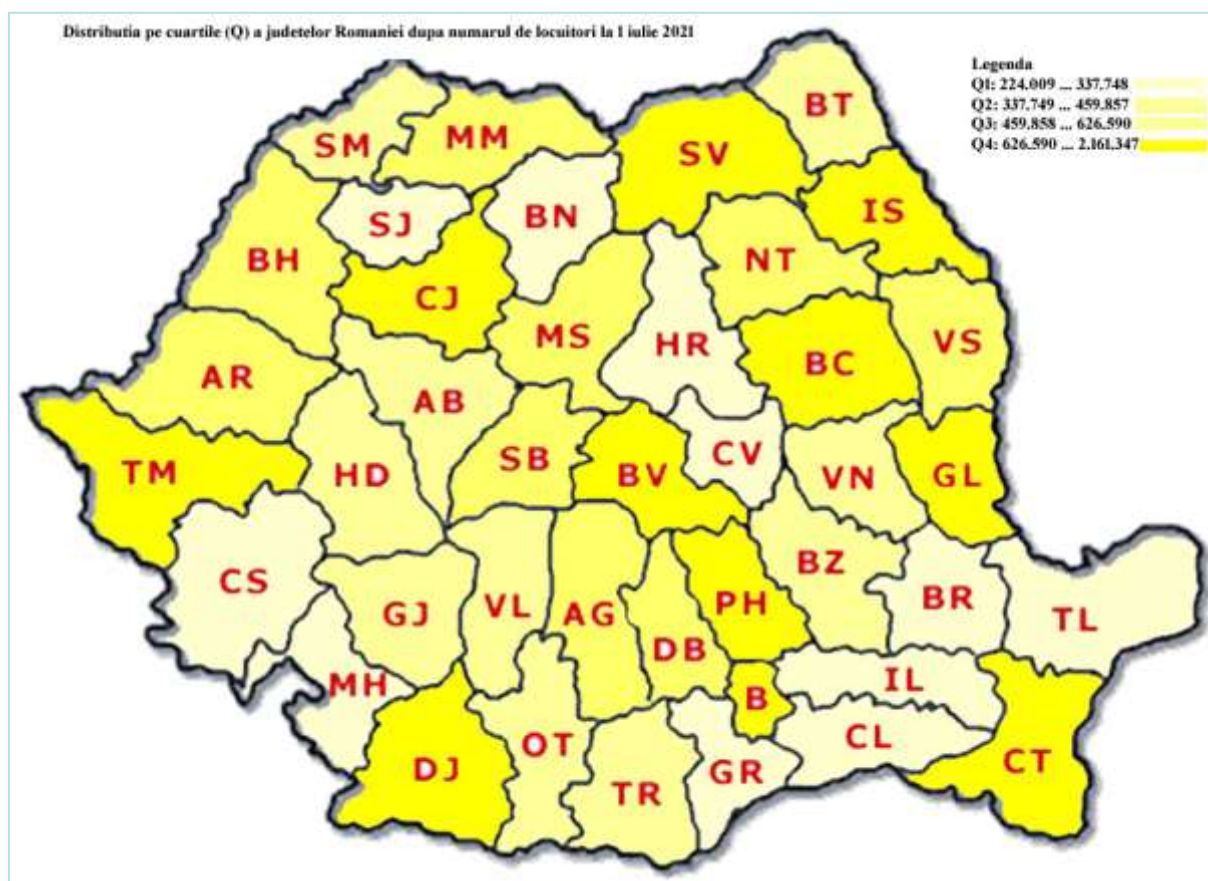 Distributia pe cuartile (Q) a judetelor Romaniei dupa numarul de locuitori la 1 iulie 2021
Legenda
Q1: 224.009 ... 337.748
Q2: 337.749 ... 459.857
Q3: 459.858 ... 626.590
Q4: 626.590 ... 2.161.347
BT
SM
MM
SV
IS
SJ
BN
BH
NT
CJ
MS
HR
VS
BC
AR
AB
SB
CV
TM
HD
BV
VN
GL
CS
BZ
GJ
VL
AG
PH
BR
TL
DB
MH
IL
B
OT
CL
DJ
GR
CT
TR